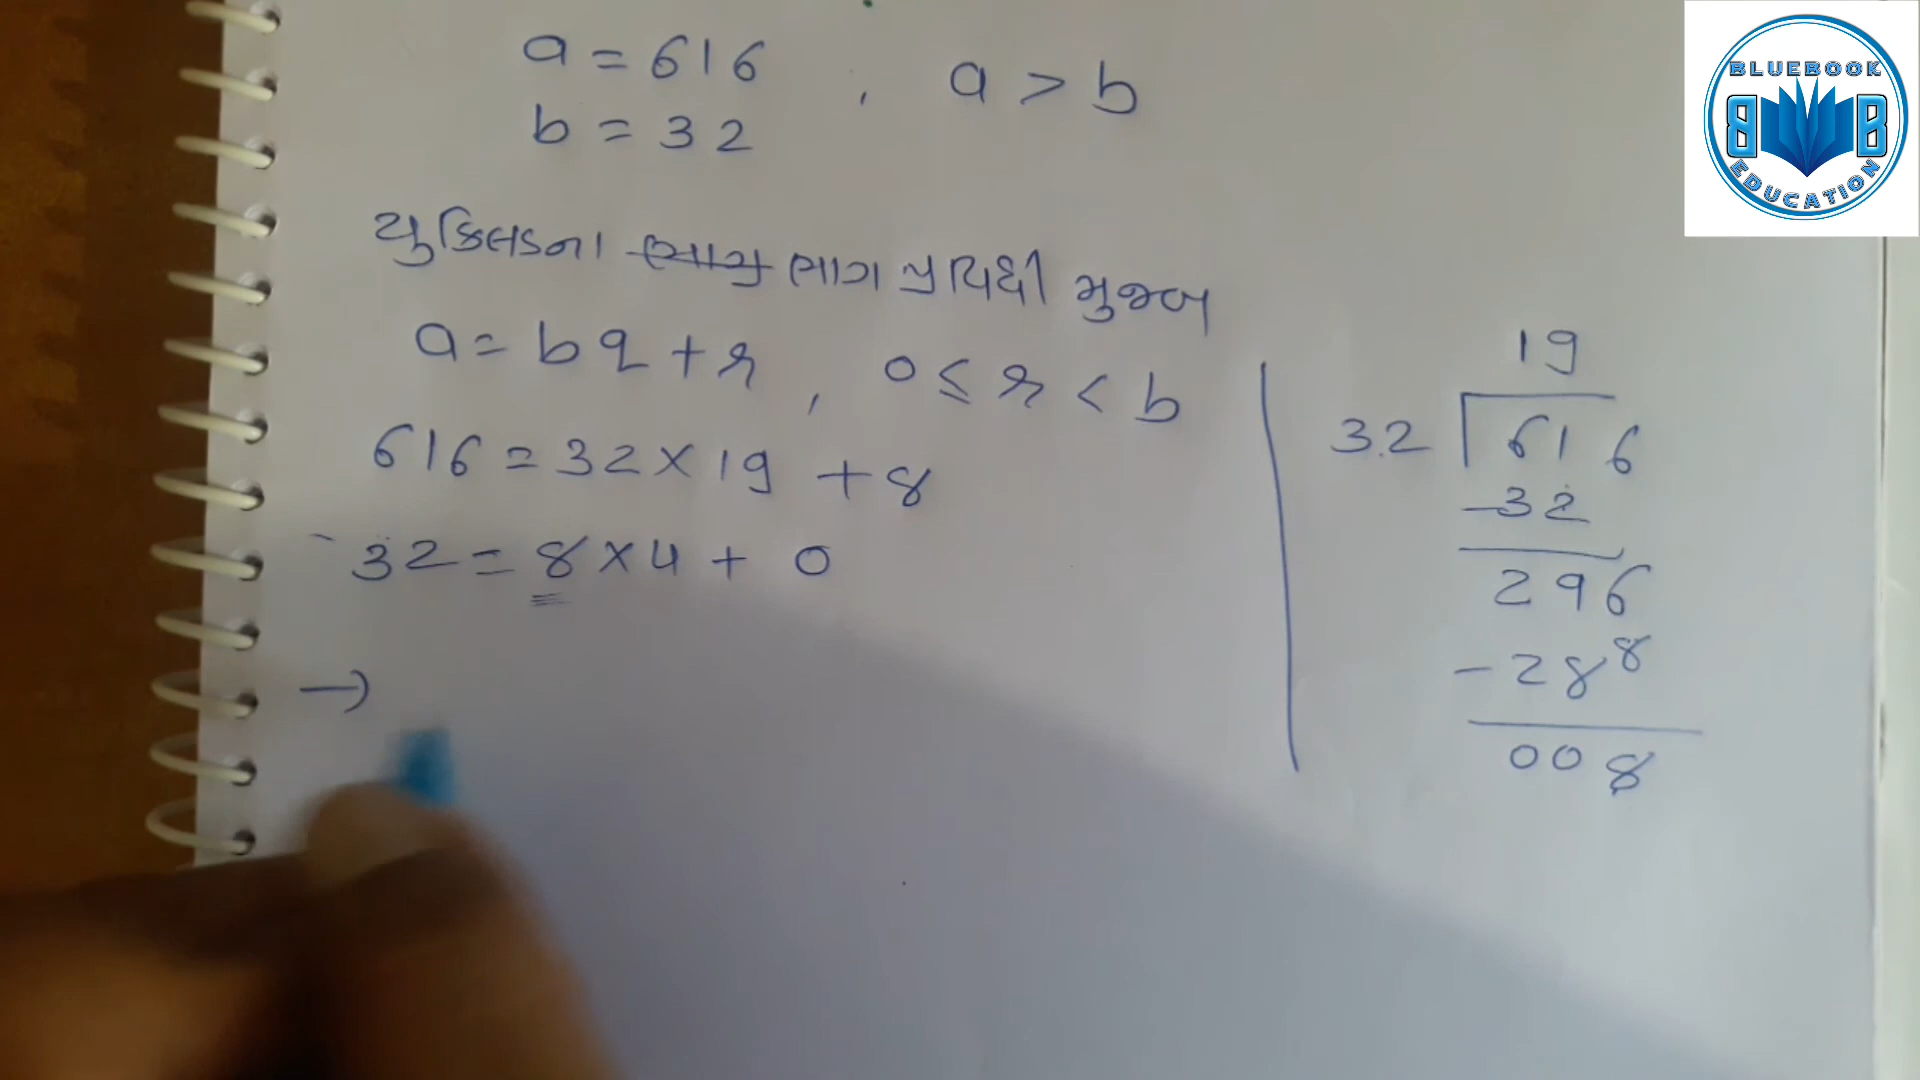 a = 616 , a > b
b = 32
યુક્લિડના ભાગ પ્રવિધી મુજબ
a = bq + r , 0 ≤ r < b
616 = 32 × 19 + 8
32 = 8 × 4 + 0
→
19
32 616
-32
296
-288
008
BLUEBOOK
B B
EDUCATION